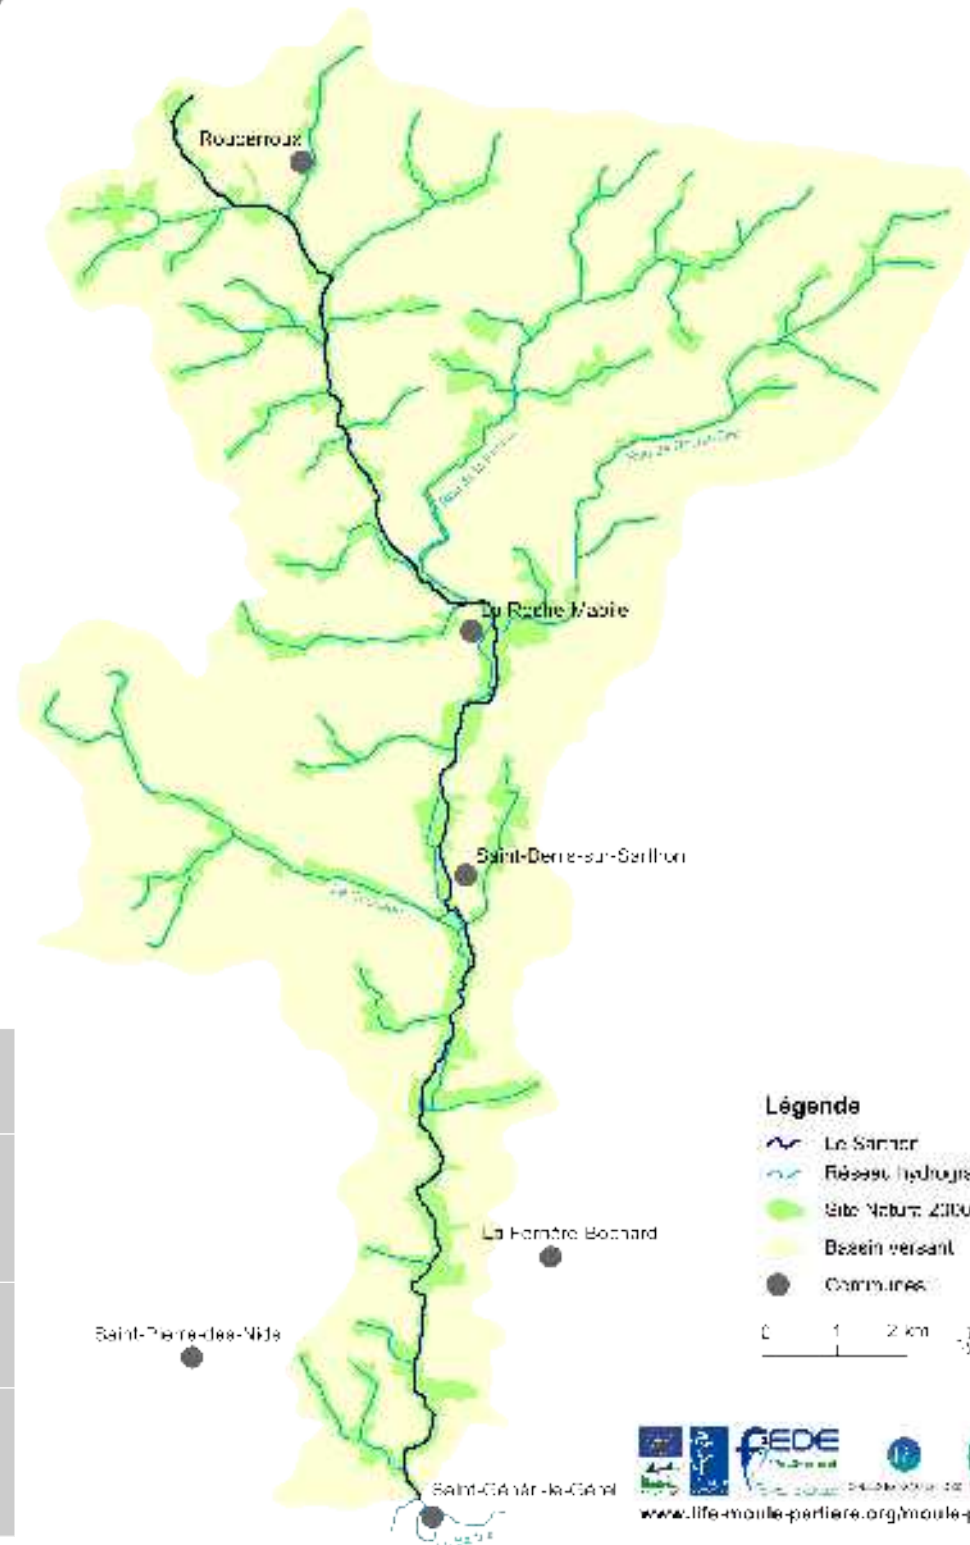 Rouperroux
La Roche Mabile
Saint-Denis-sur-Sarthon
La Ferrière-Bochard
Saint-Pierre-des-Nids
Saint-Céneri-le-Gérei
Légende
Le Sarthon
Réseau hydrogra
Site Natura 2000
Bassin versant
Communes
0 1 2 km
FEDE
www.life-moule-perliere.org/moule-p